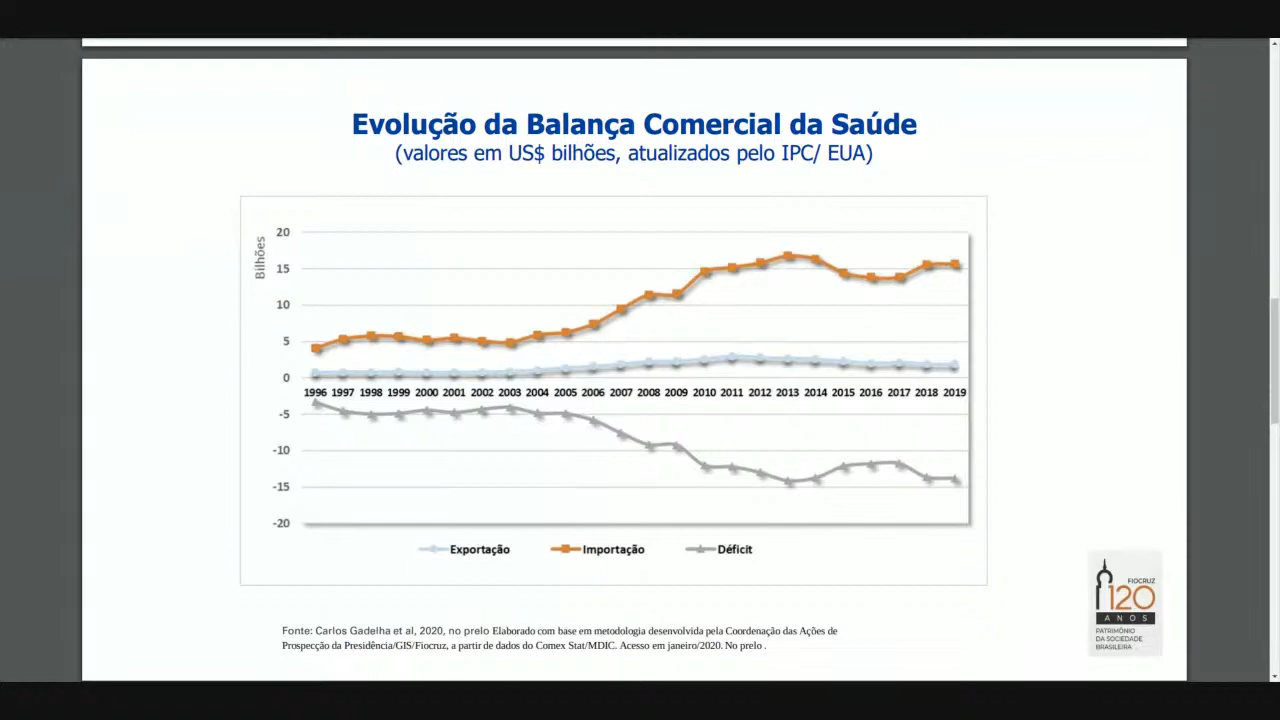 Evolução da Balança Comercial da Saúde
(valores em US$ bilhões, atualizados pelo IPC/ EUA)
Bilhões
20
15
10
5
0
1996 1997 1998 1999 2000 2001 2002 2003 2004 2005 2006 2007 2008 2009 2010 2011 2012 2013 2014 2015 2016 2017 2018 2019
-5
-10
-15
-20
Exportação Importação Déficit
FIOCRUZ
120
ANOS
PATRIMÔNIO
DA SOCIEDADE
BRASILEIRA
Fonte: Carlos Gadelha et al, 2020, no prelo Elaborado com base em metodologia desenvolvida pela Coordenação das Ações de
Prospecção da Presidência/GIS/Fiocruz, a partir de dados do Comex Stat/MDIC. Acesso em janeiro/2020. No prelo .